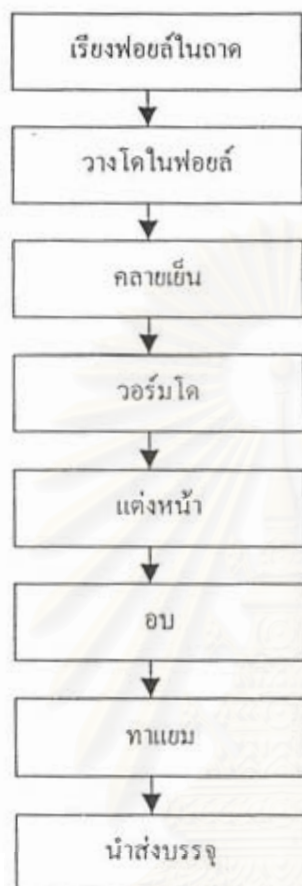 เรียงฟอยล์ในถาด
วางโดในฟอยล์
คลายเย็น
วอร์มโด
แต่งหน้า
อบ
ทาแยม
นำส่งบรรจุ